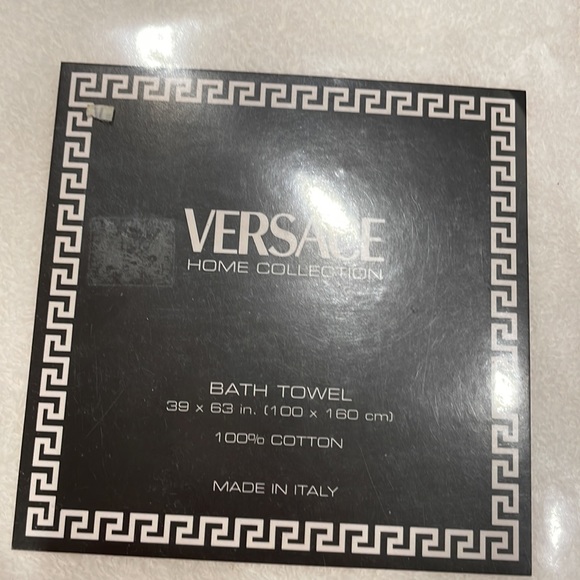 VERSACE
HOME COLLECTION
BATH TOWEL
39 x 63 in. (100 x 160 cm)
100% COTTON
MADE IN ITALY